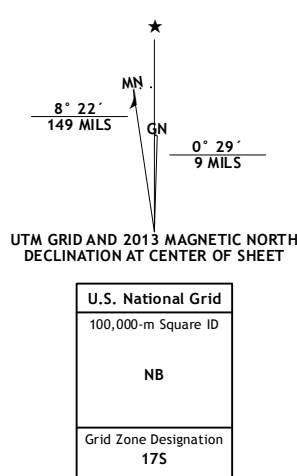 ★
MN
8° 22´
149 MILS
GN
0° 29´
9 MILS
UTM GRID AND 2013 MAGNETIC NORTH
DECLINATION AT CENTER OF SHEET
U.S. National Grid
100,000-m Square ID
NB
Grid Zone Designation
17S